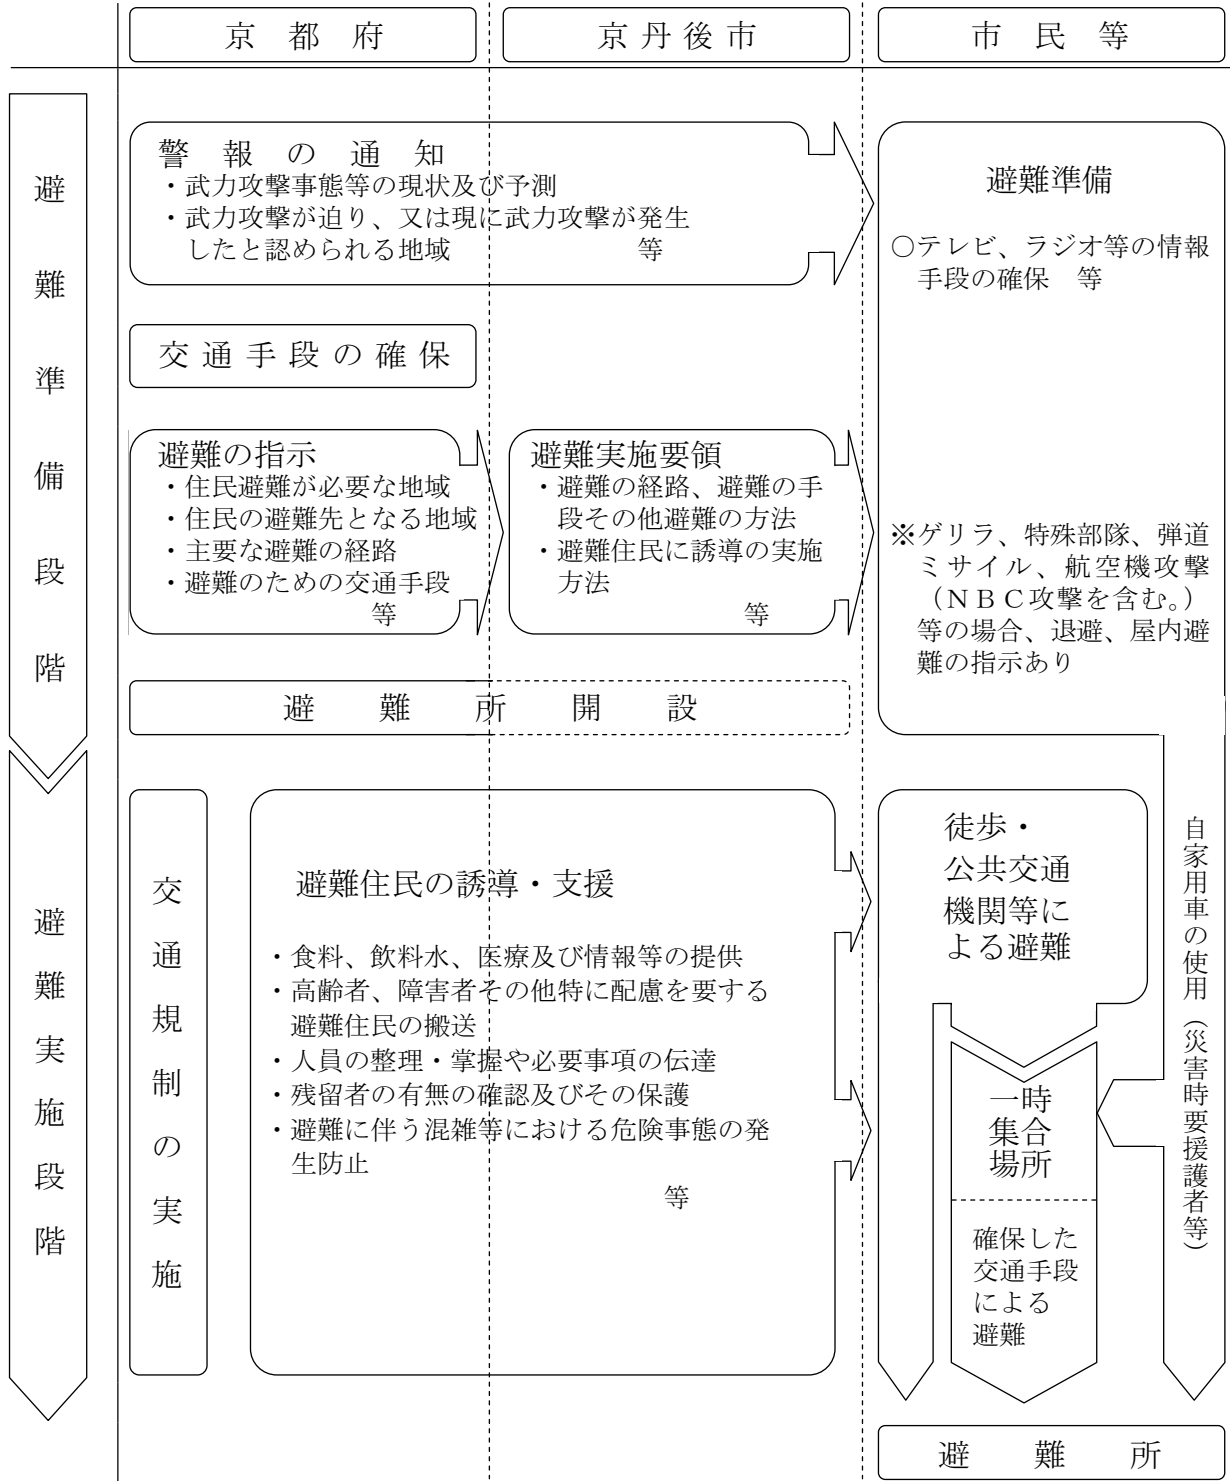 京都府
京丹後市
市民等
避難準備段階
警報の通知
・武力攻撃事態等の現状及び予測
・武力攻撃が迫り、又は現に武力攻撃が発生
したと認められる地域　等
交通手段の確保
避難の指示
・住民避難が必要な地域
・住民の避難先となる地域
・主要な避難の経路
・避難のための交通手段
等
避難実施要領
・避難の経路、避難の手
段その他避難の方法
・避難住民に誘導の実施
方法
等
避難準備
○テレビ、ラジオ等の情報
手段の確保　等
※ゲリラ、特殊部隊、弾道
ミサイル、航空機攻撃
（ＮＢＣ攻撃を含む。）
等の場合、退避、屋内避
難の指示あり
避難所開設
避難実施段階
交通規制の実施
避難住民の誘導・支援
・食料、飲料水、医療及び情報等の提供
・高齢者、障害者その他特に配慮を要する
避難住民の搬送
・人員の整理・掌握や必要事項の伝達
・残留者の有無の確認及びその保護
・避難に伴う混雑等における危険事態の発
生防止
等
徒歩・
公共交通
機関等に
よる避難
一時
集合
場所
確保した
交通手段
による
避難
自家用車の使用（災害時要援護者等）
避難所